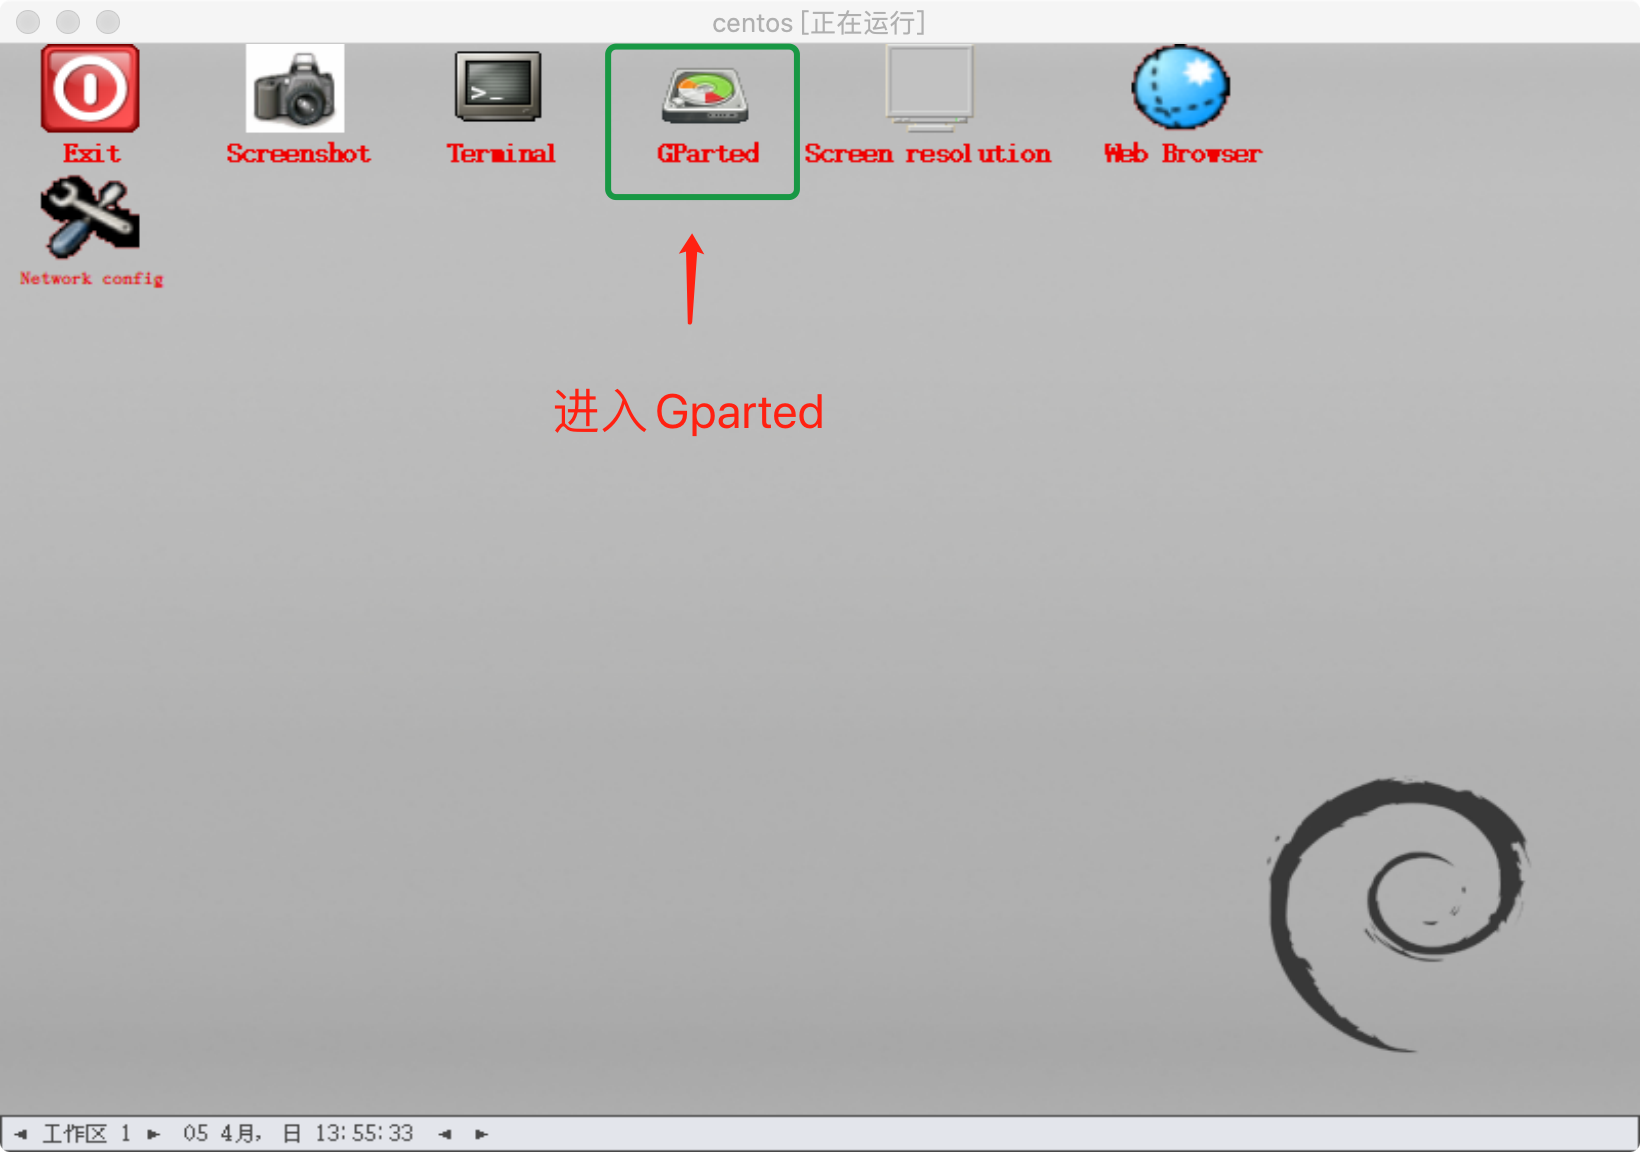 centos [正在运行]
Exit
Screenshot
Terminal
GParted
Screen resolution
Web Browser
Network config
进入 Gparted
工作区 1 05 4月, 日 13:55:33